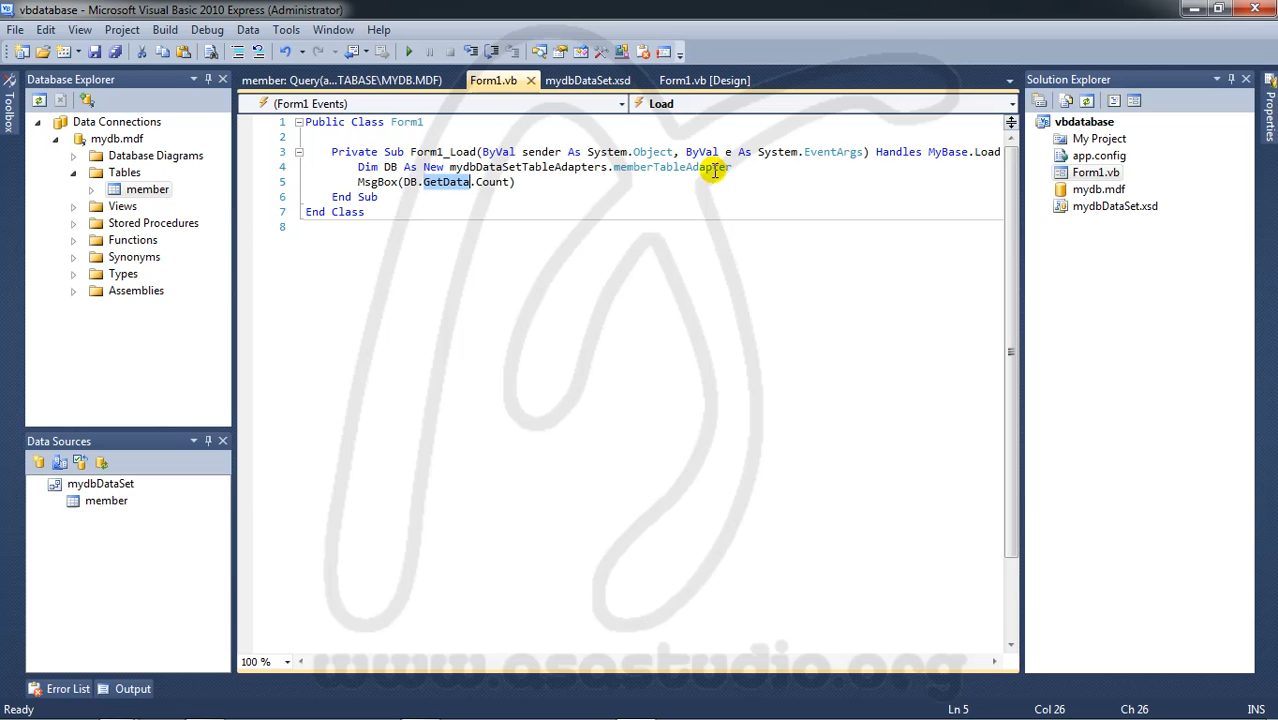 vbdatabase - Microsoft Visual Basic 2010 Express (Administrator)
File Edit View Project Build Debug Data Tools Window Help
Toolbox
Database Explorer
Data Connections
mydb.mdf
Database Diagrams
Tables
member
Views
Stored Procedures
Functions
Synonyms
Types
Assemblies
Data Sources
mydbDataSet
member
member: Query(a...TABASE\MYDB.MDF) Form1.vb mydbDataSet.xsd Form1.vb [Design]
(Form1 Events) Load
1 Public Class Form1
2
3 Private Sub Form1_Load(ByVal sender As System.Object, ByVal e As System.EventArgs) Handles MyBase.Load
4 Dim DB As New mydbDataSetTableAdapters.memberTableAdapter
5 MsgBox(DB.GetData.Count)
6 End Sub
7 End Class
8
100 %
Solution Explorer
vbdatabase
My Project
app.config
Form1.vb
mydb.mdf
mydbDataSet.xsd
Properties
www.asastudio.org
Error List Output
Ready Ln 5 Col 26 Ch 26 INS